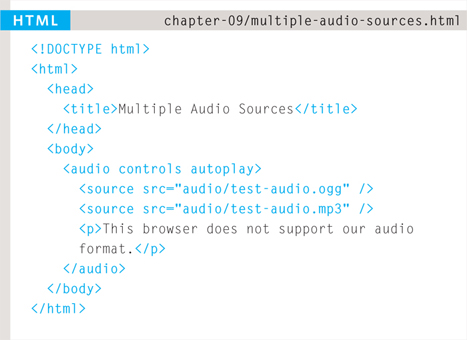 HTML chapter-09/multiple-audio-sources.html
<!DOCTYPE html>
<html>
<head>
<title>Multiple Audio Sources</title>
</head>
<body>
<audio controls autoplay>
<source src="audio/test-audio.ogg" />
<source src="audio/test-audio.mp3" />
<p>This browser does not support our audio
format.</p>
</audio>
</body>
</html>